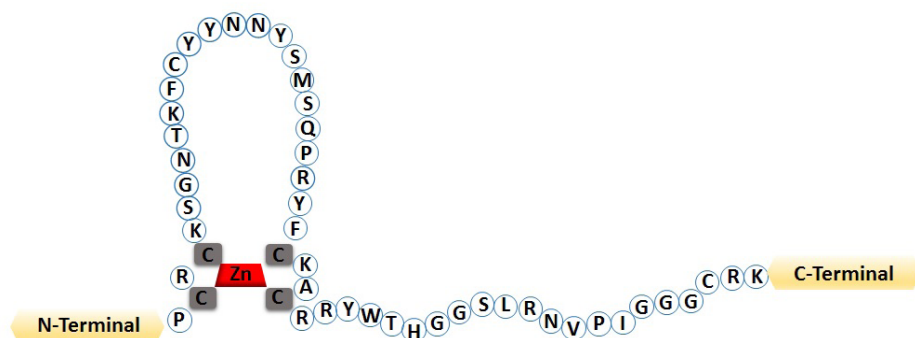 N-Terminal
P C R C K S G N T K F C Y Y N N Y S M S Q P R Y F C K A C R R Y W T H G G S L R N V P I G G G C R K
Zn
C-Terminal